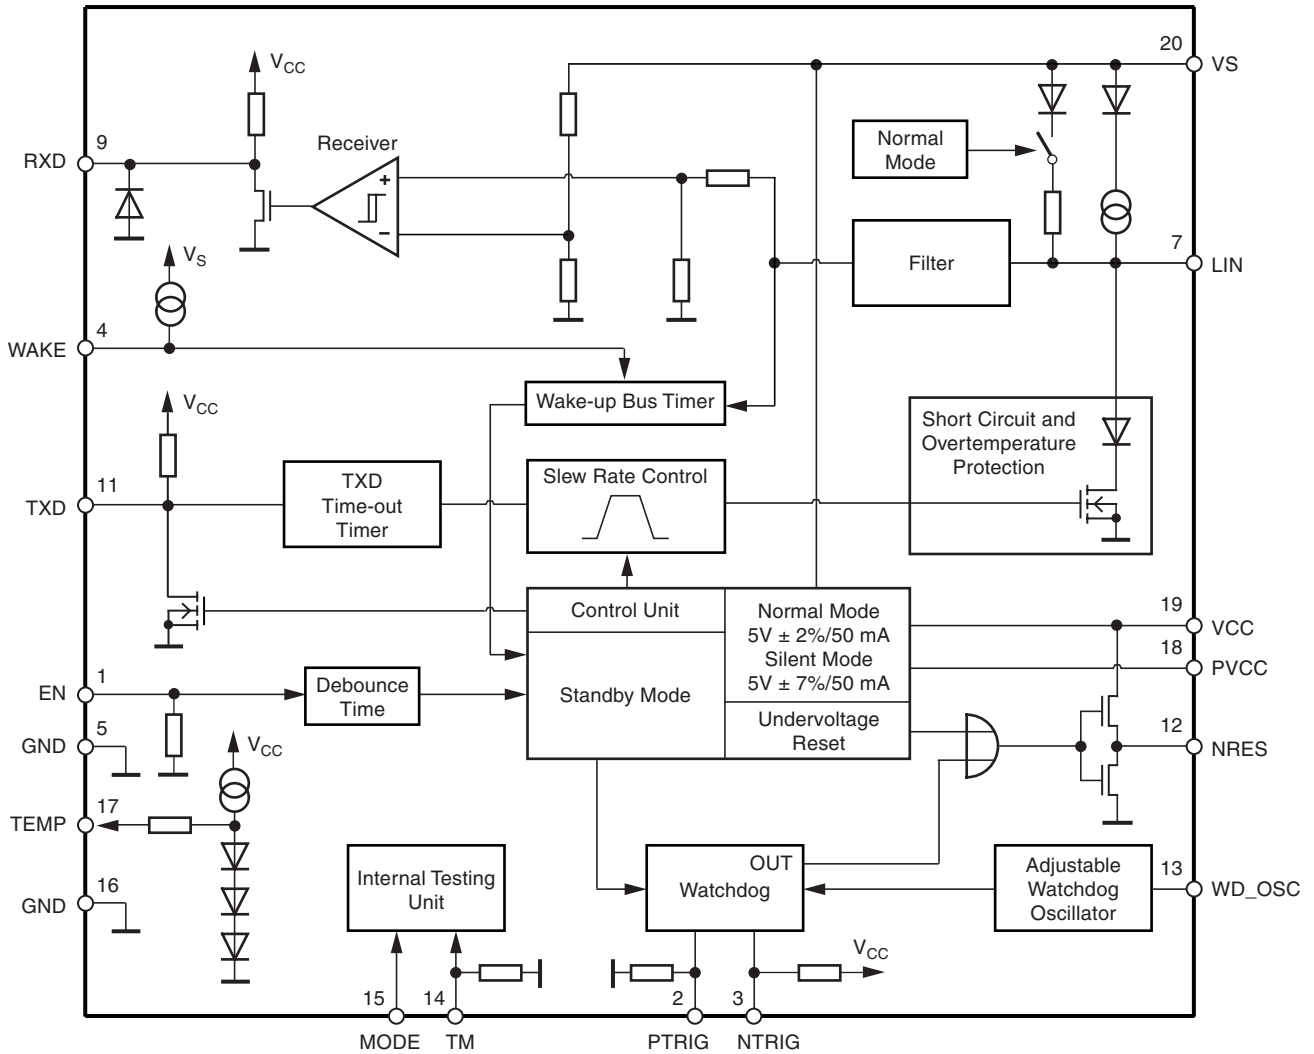 20
VS
VCC
9
RXD
Receiver
+
−
Normal
Mode
7
LIN
Filter
VS
4
WAKE
Wake-up Bus Timer
VCC
Short Circuit and
Overtemperature
Protection
11
TXD
TXD
Time-out
Timer
Slew Rate Control
Control Unit
Normal Mode
5V ± 2%/50 mA
Silent Mode
5V ± 7%/50 mA
19
VCC
18
PVCC
1
EN
Debounce
Time
Standby Mode
Undervoltage
Reset
12
NRES
5
GND
VCC
17
TEMP
16
GND
Internal Testing
Unit
OUT
Watchdog
Adjustable
Watchdog
Oscillator
13
WD_OSC
VCC
15
14
2
3
MODE
TM
PTRIG
NTRIG